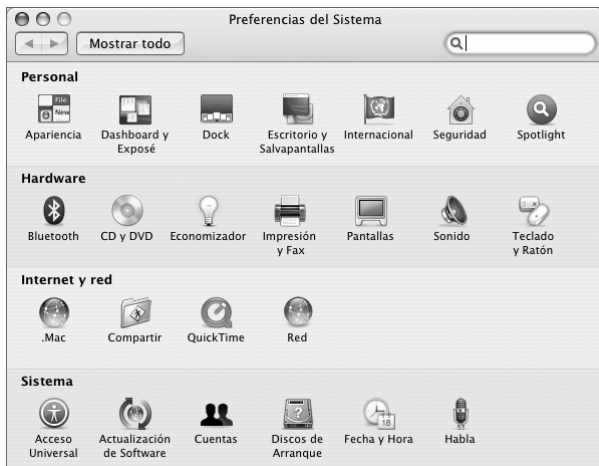 Preferencias del Sistema
Mostrar todo
Personal
File
New
Apariencia
Dashboard y
Exposé
Dock
Escritorio y
Salvapantallas
Internacional
Seguridad
Spotlight
Hardware
Bluetooth
CD y DVD
Economizador
Impresión
y Fax
Pantallas
Sonido
Teclado
y Ratón
Internet y red
.Mac
Compartir
QuickTime
Red
Sistema
Acceso
Universal
Actualización
de Software
Cuentas
Discos de
Arranque
18
Fecha y Hora
Habla